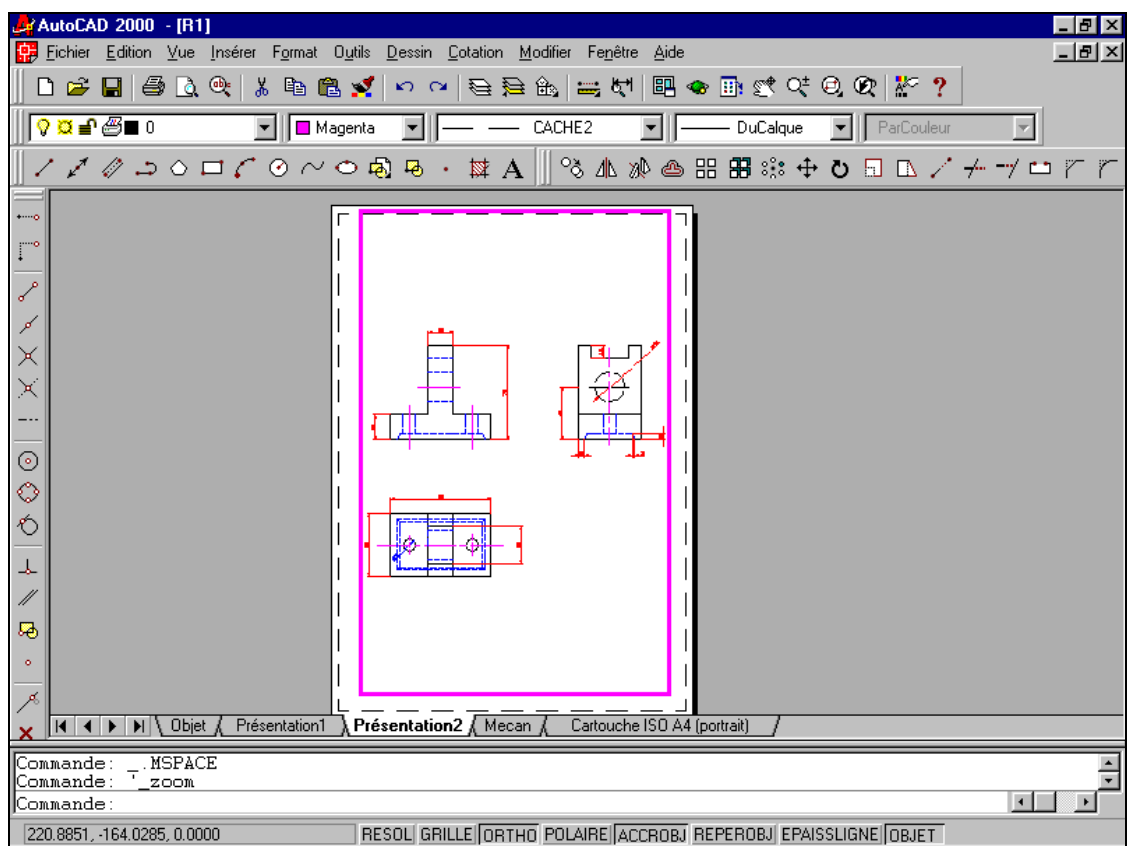 AutoCAD 2000 - [R1]
Fichier Edition Vue Insérer Format Outils Dessin Cotation Modifier Fenêtre Aide
0 Magenta CACHE2 DuCalque ParCouleur
A
Objet Présentation1 Présentation2 Mecan Cartouche ISO A4 (portrait)
Commande: _.MSPACE
Commande: '_zoom
Commande:
220.8851, -164.0285, 0.0000 RESOL GRILLE ORTHO POLAIRE ACCROBJ REPEROBJ EPAISSLIGNE OBJET